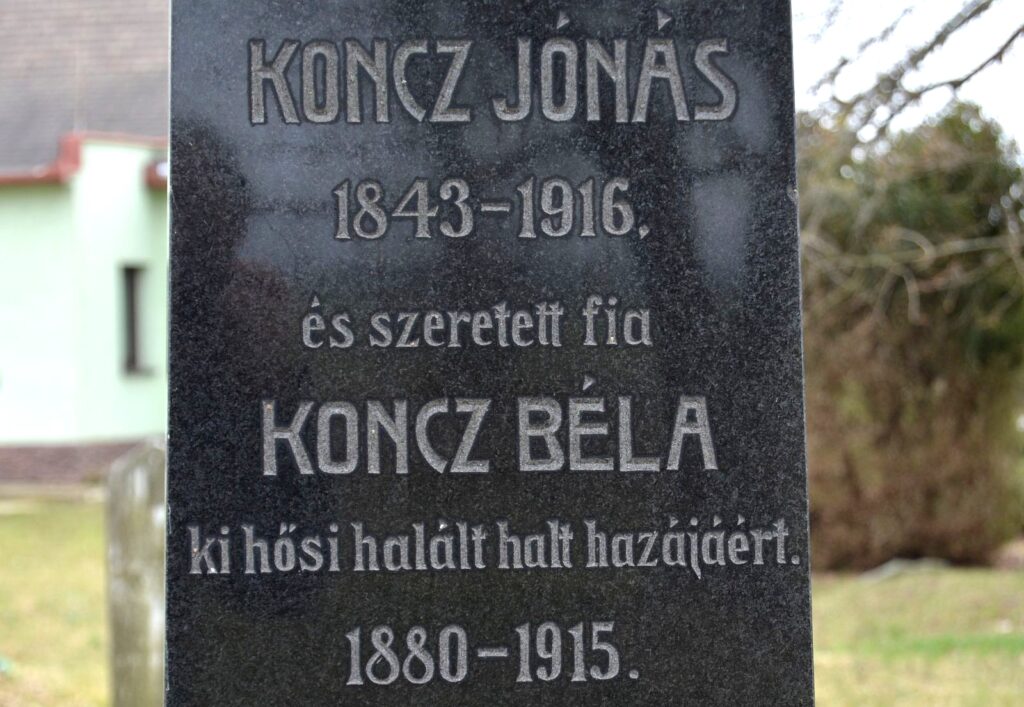 KONCZ JÓNÁS
1843-1916.
és szeretett fia
KONCZ BÉLA
ki hősi halált halt hazájáért.
1880-1915.